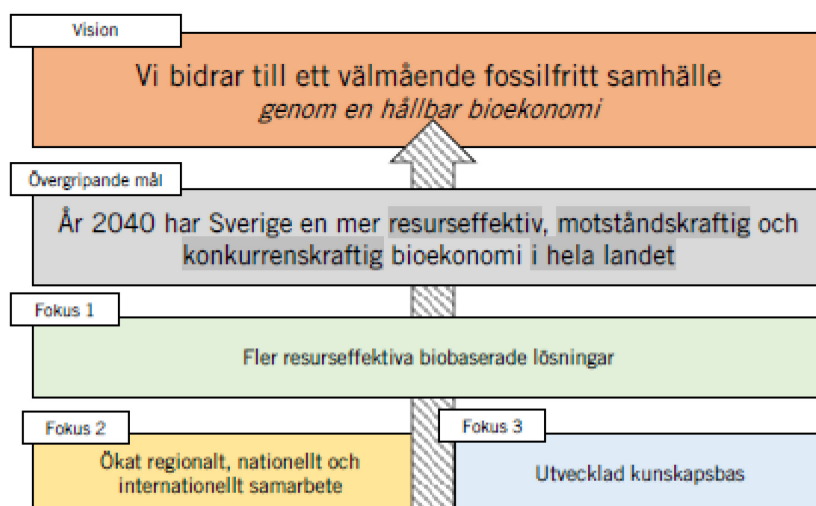 Vision
Vi bidrar till ett välmående fossilfritt samhälle
genom en hållbar bioekonomi
Övergripande mål
År 2040 har Sverige en mer resurseffektiv, motståndskraftig och
konkurrenskraftig bioekonomi i hela landet
Fokus 1
Fler resurseffektiva biobaserade lösningar
Fokus 2
Ökat regionalt, nationellt och
internationellt samarbete
Fokus 3
Utvecklad kunskapsbas